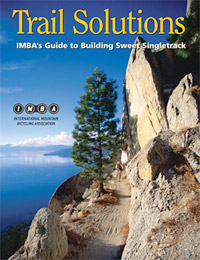 Trail Solutions
IMBA's Guide to Building Sweet Singletrack
IMBA
INTERNATIONAL MOUNTAIN
BICYCLING ASSOCIATION